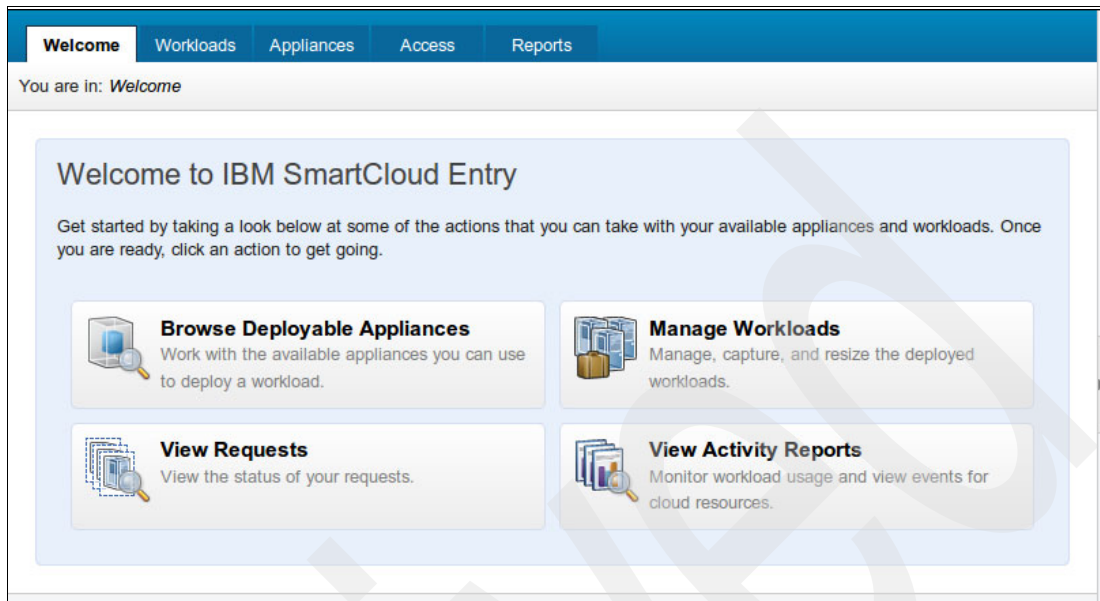 Welcome Workloads Appliances Access Reports
You are in: Welcome
Welcome to IBM SmartCloud Entry
Get started by taking a look below at some of the actions that you can take with your available appliances and workloads. Once
you are ready, click an action to get going.
Browse Deployable Appliances
Work with the available appliances you can use
to deploy a workload.
Manage Workloads
Manage, capture, and resize the deployed
workloads.
View Requests
View the status of your requests.
View Activity Reports
Monitor workload usage and view events for
cloud resources.